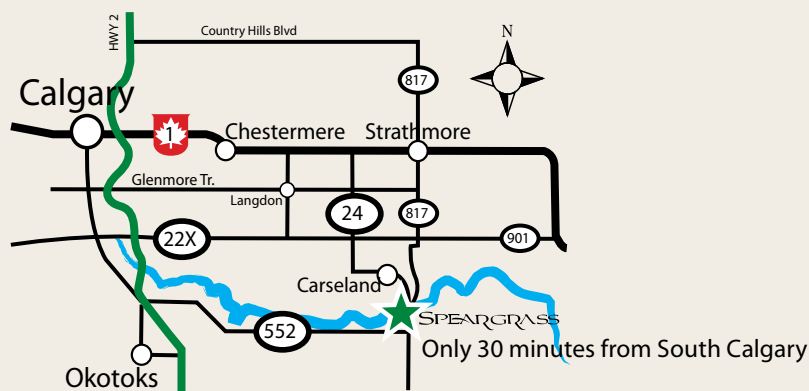 HWY 2
Country Hills Blvd
N
817
Calgary
1
Chestermere
Strathmore
Glenmore Tr.
Langdon
24
817
22X
901
Carseland
SPEARGRASS
552
Only 30 minutes from South Calgary
Okotoks